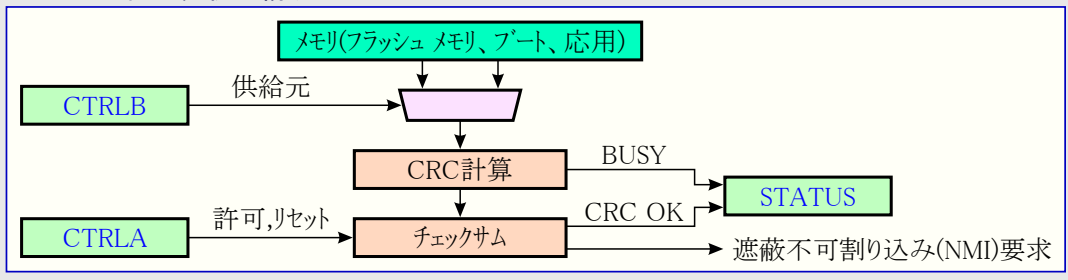 メモリ(フラッシュ メモリ、ブート、応用)
供給元
CTRLB
BUSY
CRC計算
STATUS
CRC OK
許可,リセット
CTRLA
チェックサム
遮蔽不可割り込み(NMI)要求